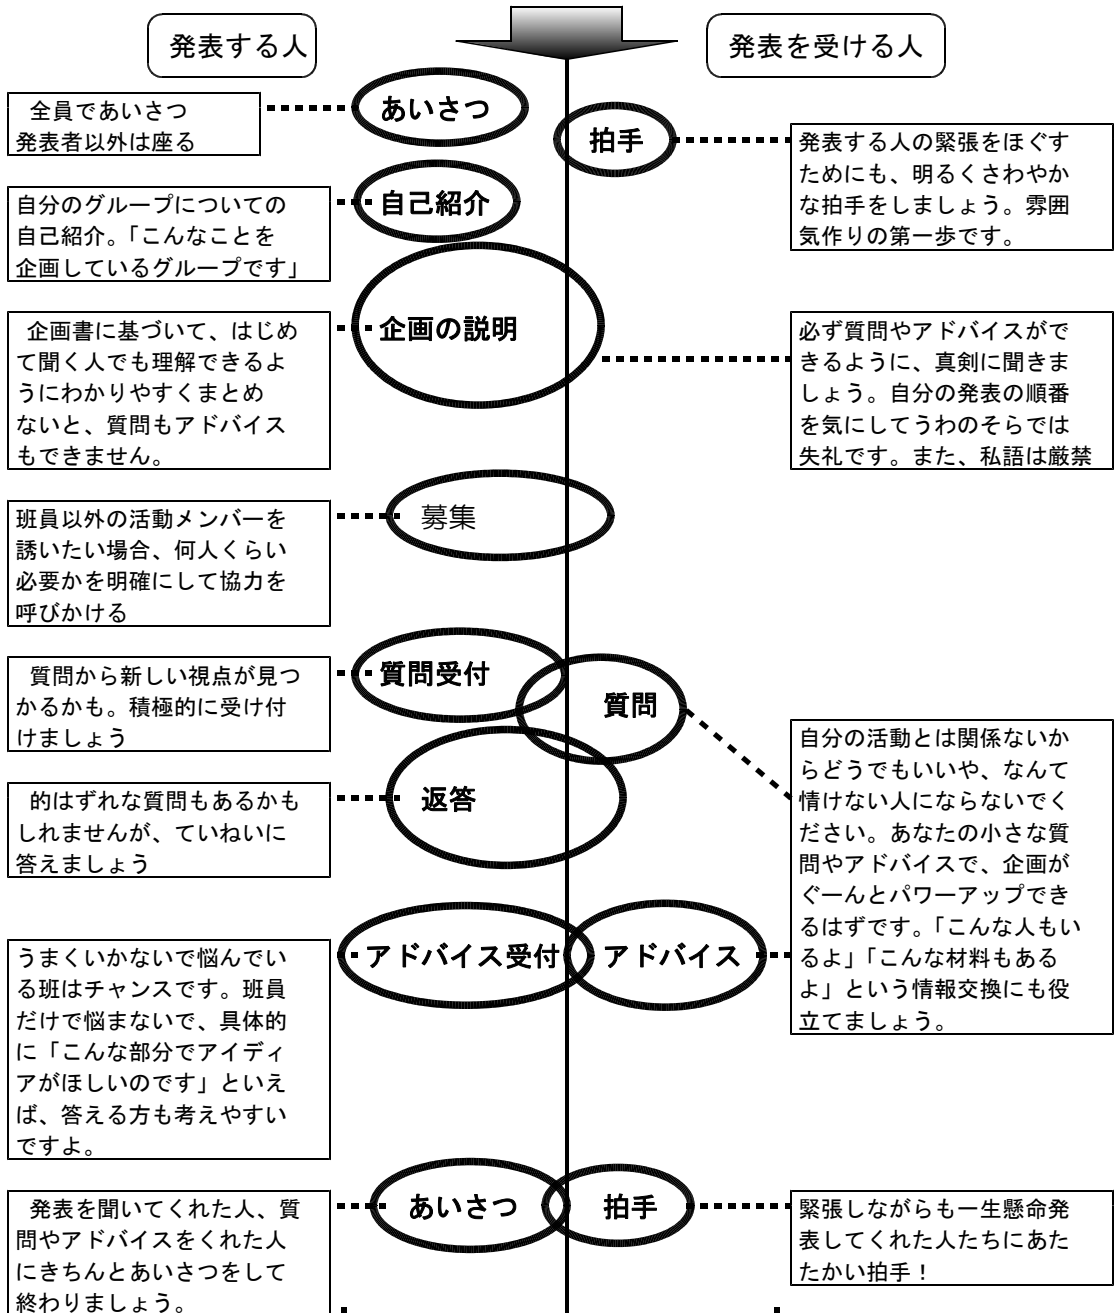 発表する人
発表を受ける人
あいさつ
全員であいさつ
発表者以外は座る
拍手
発表する人の緊張をほぐす
ためにも、明るくさわやか
な拍手をしましょう。雰囲
気作りの第一歩です。
自己紹介
自分のグループについての
自己紹介。「こんなことを
企画しているグループです」
企画の説明
企画書に基づいて、はじめ
て聞く人でも理解できるよ
うにわかりやすくまとめ
ないと、質問もアドバイス
もできません。
必ず質問やアドバイスがで
きるように、真剣に聞きま
しょう。自分の発表の順番
を気にしてうわのそらでは
失礼です。また、私語は厳禁
募集
班員以外の活動メンバーを
誘いたい場合、何人くらい
必要かを明確にして協力を
呼びかける
質問受付
質問から新しい視点が見つ
かるかも。積極的に受け付
けましょう
質問
返答
的はずれな質問もあるかも
しれませんが、ていねいに
答えましょう
自分の活動とは関係ないか
らどうでもいいや、なんて
情けない人にならないでく
ださい。あなたの小さな質
問やアドバイスで、企画が
ぐーんとパワーアップでき
るはずです。「こんな人もい
るよ」「こんな材料もある
よ」という情報交換にも役
立てましょう。
アドバイス受付
アドバイス
うまくいかないで悩んでい
る班はチャンスです。班員
だけで悩まないで、具体的
に「こんな部分でアイディ
アがほしいのです」といえ
ば、答える方も考えやすい
ですよ。
あいさつ
拍手
発表を聞いてくれた人、質
問やアドバイスをくれた人
にきちんとあいさつをして
終わりましょう。
緊張しながらも一生懸命発
表してくれた人たちにあた
たかい拍手！